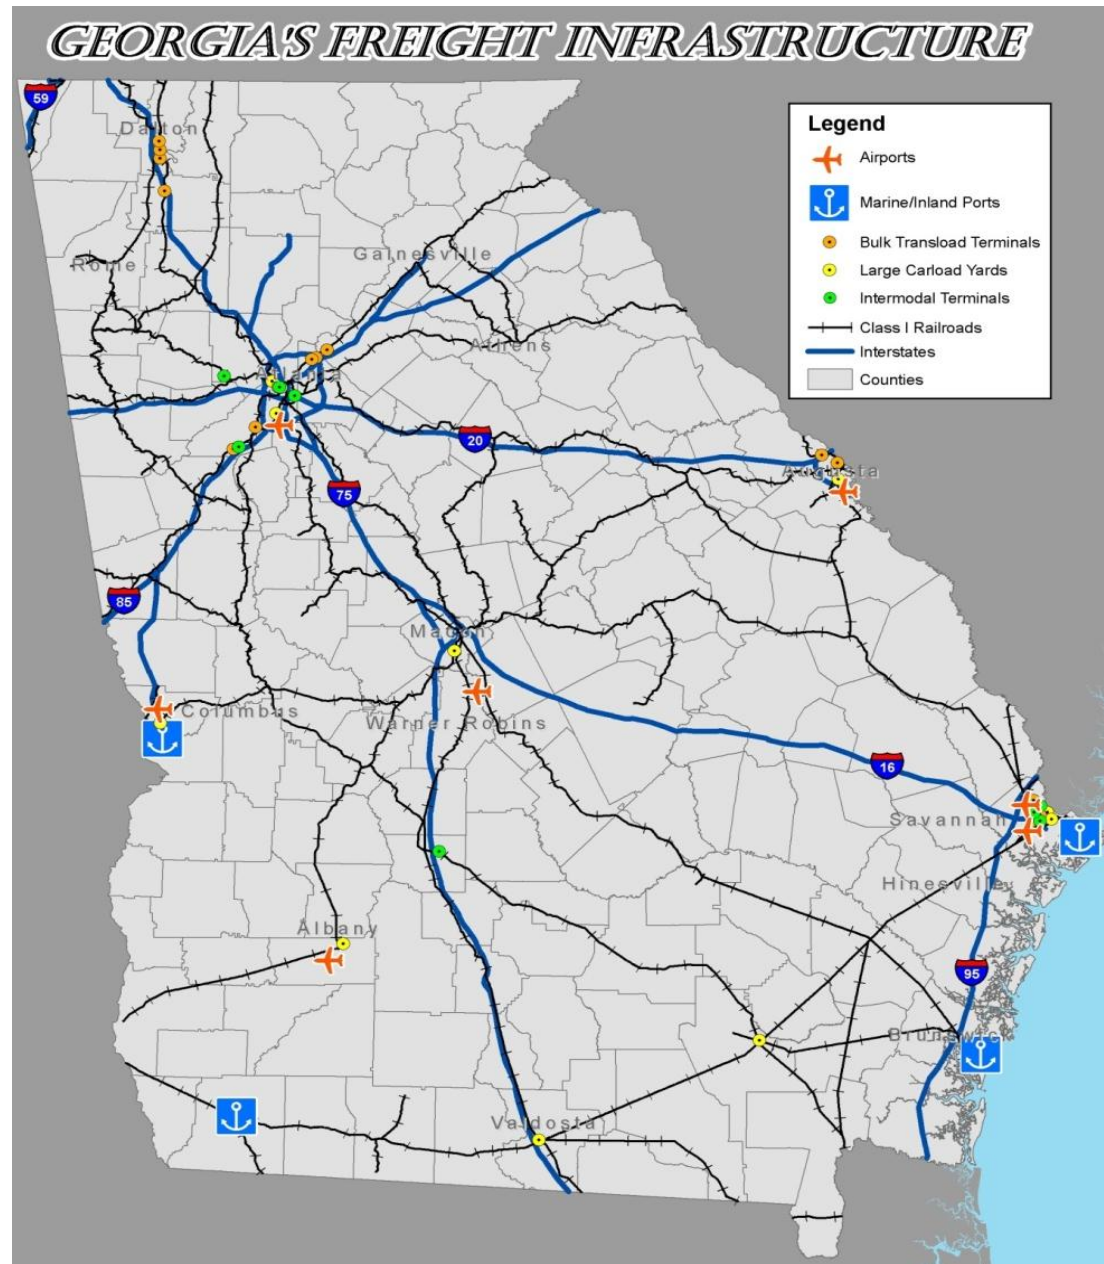 GEORGIA'S FREIGHT INFRASTRUCTURE
59
Dalton
Legend
Airports
Marine/Inland Ports
Bulk Transload Terminals
Large Carload Yards
Intermodal Terminals
Class I Railroads
Interstates
Counties
Gainesville
Rome
Athens
Atlanta
20
Augusta
75
85
Macon
Columbus
Warner Robins
16
Savannah
Hinesville
Albany
95
Brunswick
Valdosta